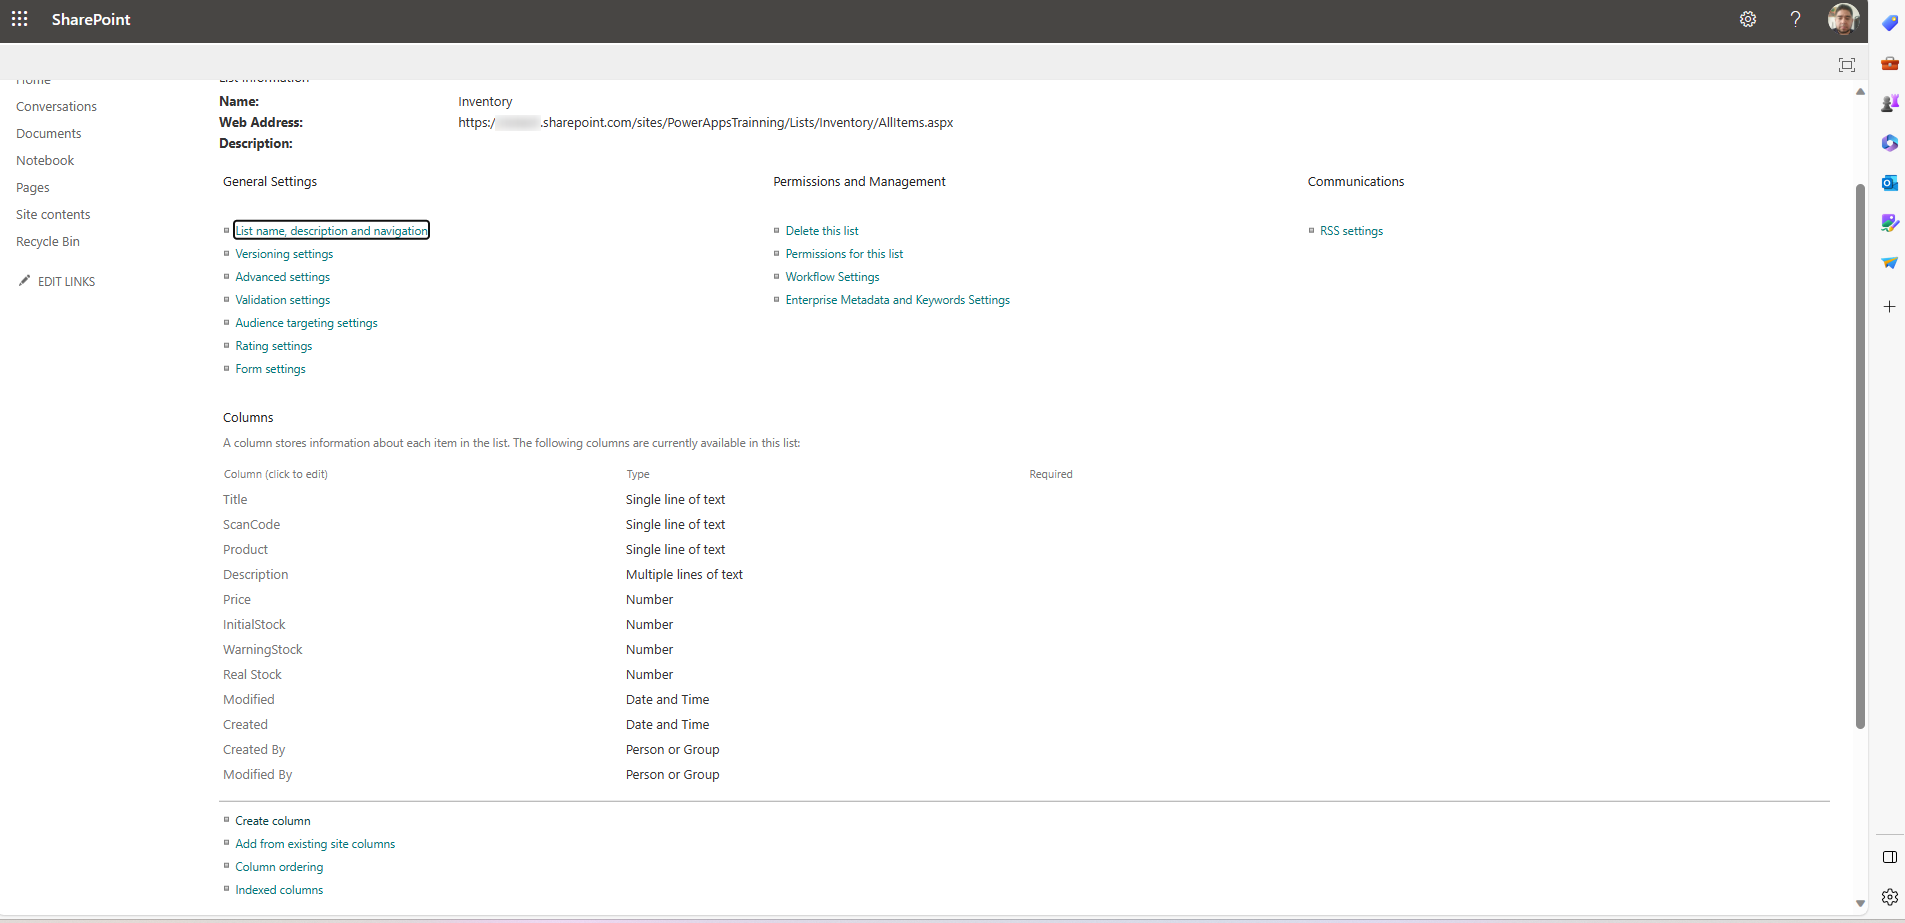 SharePoint
Home
Conversations
Documents
Notebook
Pages
Site contents
Recycle Bin
EDIT LINKS
List Information
Name: Inventory
Web Address: https:/ .sharepoint.com/sites/PowerAppsTrainning/Lists/Inventory/AllItems.aspx
Description:
General Settings Permissions and Management Communications
List name, description and navigation Delete this list RSS settings
Versioning settings Permissions for this list
Advanced settings Workflow Settings
Validation settings Enterprise Metadata and Keywords Settings
Audience targeting settings
Rating settings
Form settings
Columns
A column stores information about each item in the list. The following columns are currently available in this list:
Column (click to edit) Type Required
Title Single line of text
ScanCode Single line of text
Product Single line of text
Description Multiple lines of text
Price Number
InitialStock Number
WarningStock Number
Real Stock Number
Modified Date and Time
Created Date and Time
Created By Person or Group
Modified By Person or Group
Create column
Add from existing site columns
Column ordering
Indexed columns